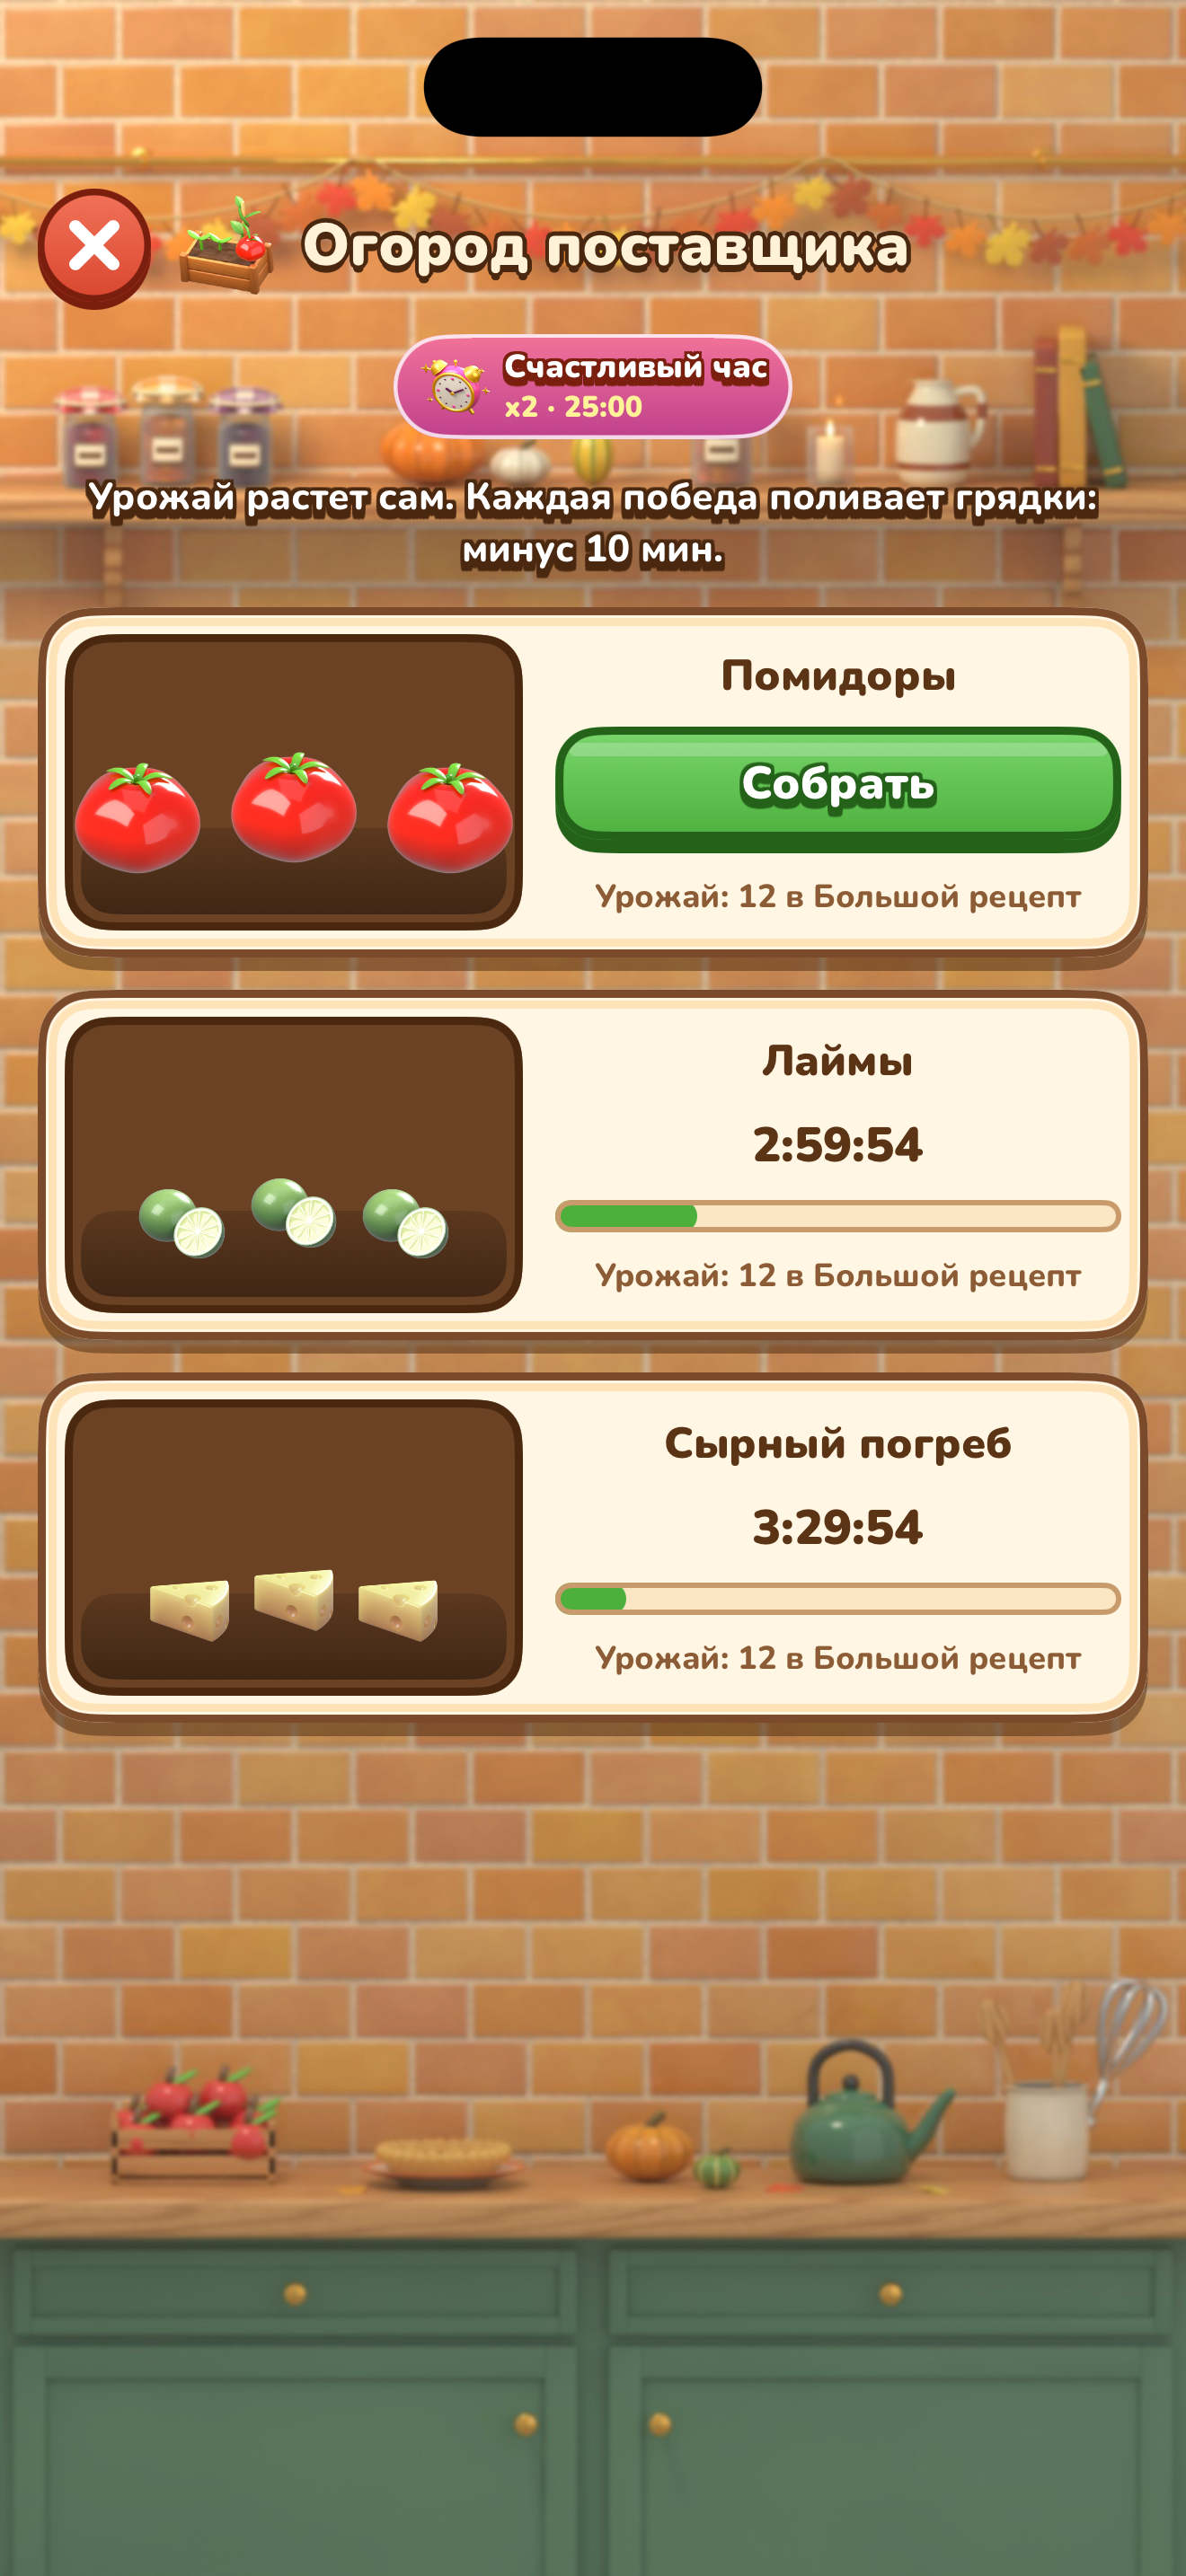 Огород поставщика
Счастливый час
x2 · 25:00
Урожай растет сам. Каждая победа поливает грядки:
минус 10 мин.
Помидоры
Собрать
Урожай: 12 в Большой рецепт
Лаймы
2:59:54
Урожай: 12 в Большой рецепт
Сырный погреб
3:29:54
Урожай: 12 в Большой рецепт